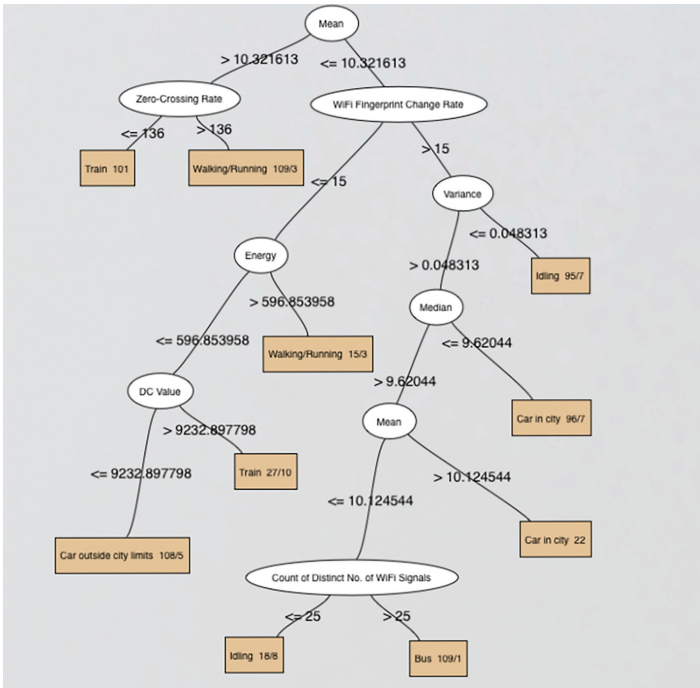 Mean
> 10.321613
<= 10.321613
Zero-Crossing Rate
WiFi Fingerprint Change Rate
<= 136
> 136
> 15
Train 101
Walking/Running 109/3
<= 15
Variance
<= 0.048313
Energy
> 0.048313
Idling 95/7
> 596.853958
Median
<= 596.853958
Walking/Running 15/3
<= 9.62044
> 9.62044
DC Value
Mean
Car in city 96/7
> 9232.897798
<= 9232.897798
Train 27/10
> 10.124544
<= 10.124544
Car outside city limits 108/5
Car in city 22
Count of Distinct No. of WiFi Signals
<= 25
> 25
Idling 18/8
Bus 109/1